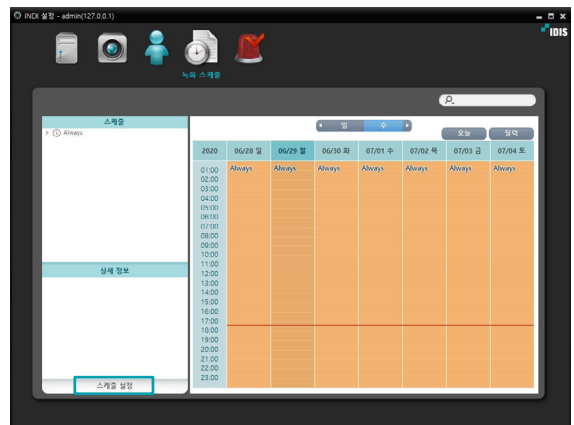 iNEX 설정 - admin(127.0.0.1)
IDIS
녹화 스케줄
스케줄
Always
일 주
오늘 달력
2020 06/28 일 06/29 월 06/30 화 07/01 수 07/02 목 07/03 금 07/04 토
Always Always Always Always Always Always Always
01:00
02:00
03:00
04:00
05:00
06:00
07:00
08:00
09:00
10:00
11:00
12:00
13:00
14:00
15:00
16:00
17:00
18:00
19:00
20:00
21:00
22:00
23:00
상세 정보
스케줄 설정